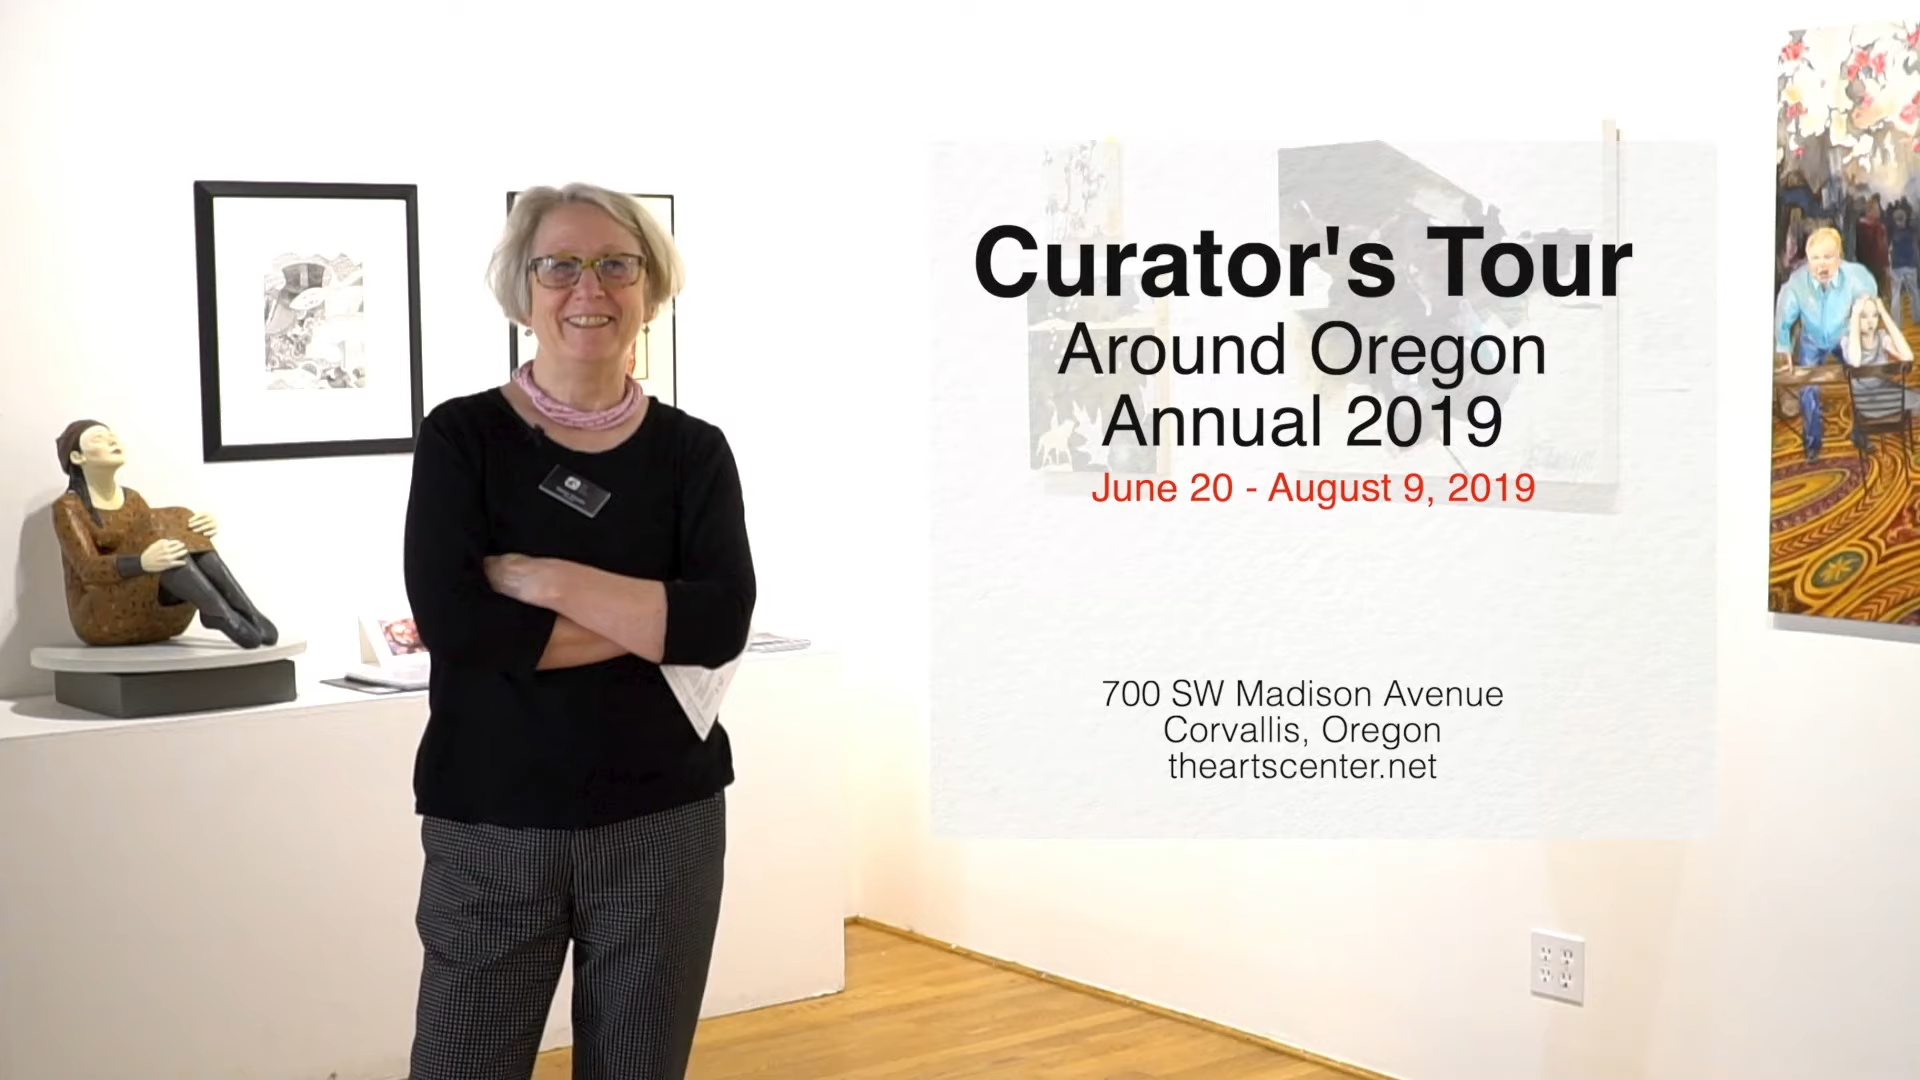 Curator's Tour
Around Oregon
Annual 2019
June 20 - August 9, 2019
700 SW Madison Avenue
Corvallis, Oregon
theartscenter.net